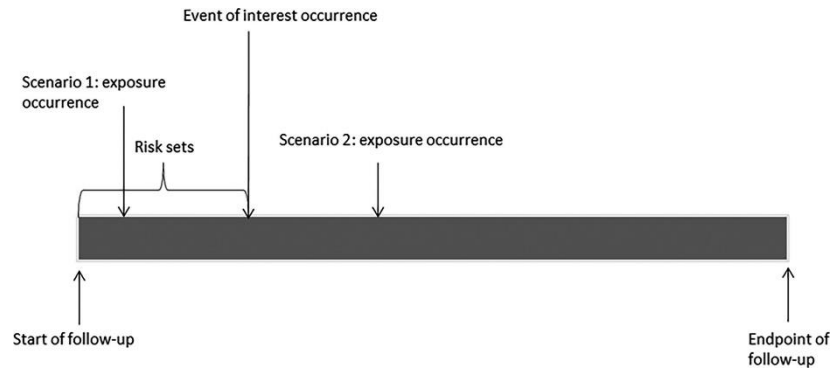 Event of interest occurrence
Scenario 1: exposure
occurrence
Risk sets
Scenario 2: exposure occurrence
Start of follow-up
Endpoint of
follow-up